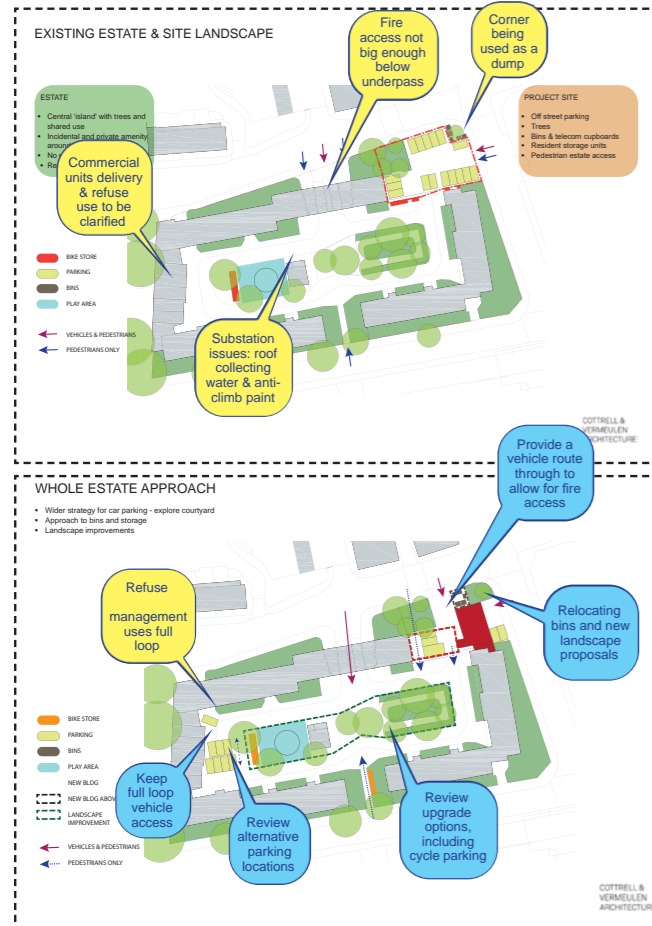 EXISTING ESTATE & SITE LANDSCAPE
Fire
access not
big enough
below
underpass
Corner
being
used as a
dump
ESTATE
• Central 'island' with trees and
shared use
• Incidental and private amenity
around
• No
• Re
PROJECT SITE
• Off street parking
• Trees
• Bins & telecom cupboards
• Resident storage units
• Pedestrian estate access
Commercial
units delivery
& refuse
use to be
clarified
BIKE STORE
PARKING
BINS
PLAY AREA
VEHICLES & PEDESTRIANS
PEDESTRIANS ONLY
Substation
issues: roof
collecting
water & anti-
climb paint
COTTRELL &
VERMEULEN
ARCHITECTURE
WHOLE ESTATE APPROACH
• Wider strategy for car parking - explore courtyard
• Approach to bins and storage
• Landscape improvements
Provide a
vehicle route
through to
allow for fire
access
Refuse
management
uses full
loop
Relocating
bins and new
landscape
proposals
BIKE STORE
PARKING
BINS
PLAY AREA
NEW BLDG
NEW BLDG ABOV
LANDSCAPE
IMPROVEMENT
VEHICLES & PEDESTRIANS
PEDESTRIANS ONLY
Keep
full loop
vehicle
access
Review
alternative
parking
locations
Review
upgrade
options,
including
cycle parking
COTTRELL &
VERMEULEN
ARCHITECTURE